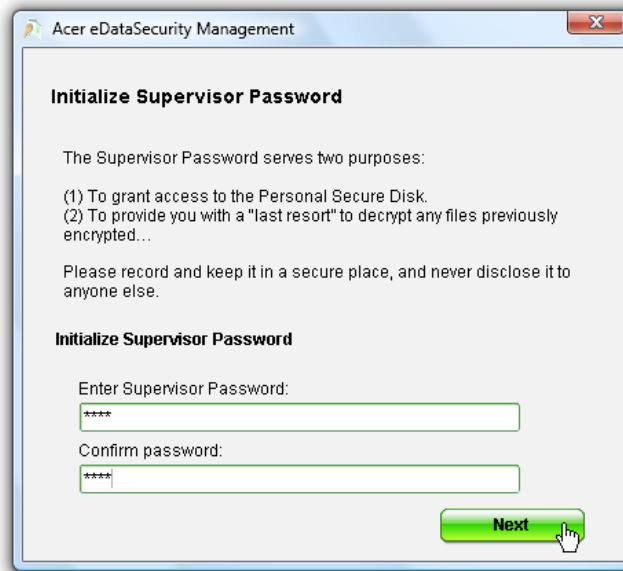 Acer eDataSecurity Management
Initialize Supervisor Password
The Supervisor Password serves two purposes:
(1) To grant access to the Personal Secure Disk.
(2) To provide you with a "last resort" to decrypt any files previously
encrypted...
Please record and keep it in a secure place, and never disclose it to
anyone else.
Initialize Supervisor Password
Enter Supervisor Password:
****
Confirm password:
****
Next